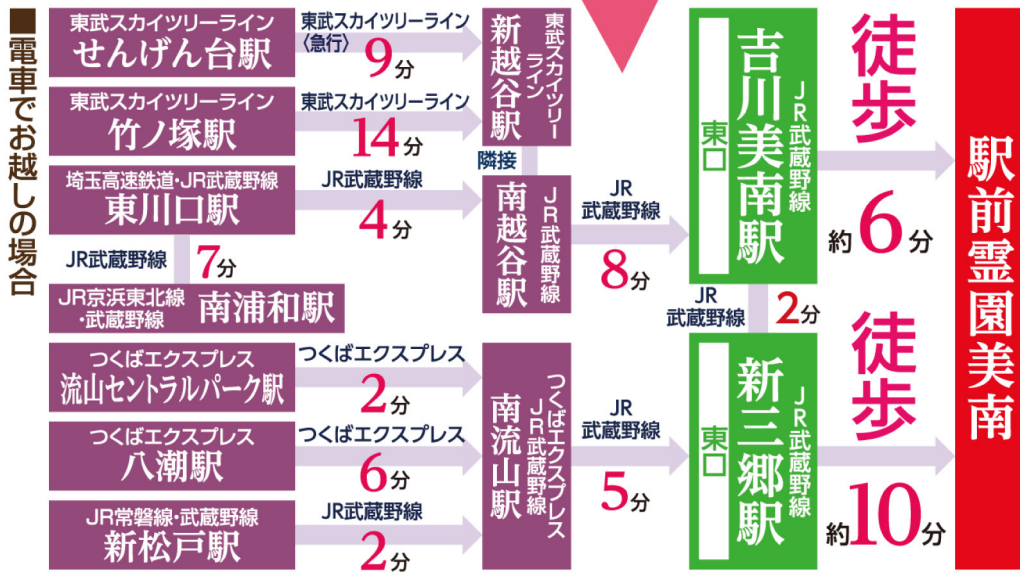 ■電車でお越しの場合
東武スカイツリーライン
せんげん台駅
東武スカイツリーライン
〈急行〉
9分
東武スカイツリーライン
竹ノ塚駅
東武スカイツリーライン
14分
東武スカイツリー
ライン
新越谷駅
隣接
埼玉高速鉄道・JR武蔵野線
東川口駅
JR武蔵野線
4分
JR武蔵野線
7分
JR京浜東北線
・武蔵野線
南浦和駅
JR武蔵野線
南越谷駅
JR
武蔵野線
8分
JR武蔵野線
吉川美南駅
東口
徒歩
約6分
JR
武蔵野線
2分
つくばエクスプレス
流山セントラルパーク駅
つくばエクスプレス
2分
つくばエクスプレス
八潮駅
つくばエクスプレス
6分
JR常磐線・武蔵野線
新松戸駅
JR武蔵野線
2分
つくばエクスプレス
JR武蔵野線
南流山駅
JR
武蔵野線
5分
JR武蔵野線
新三郷駅
東口
徒歩
約10分
駅前霊園美南